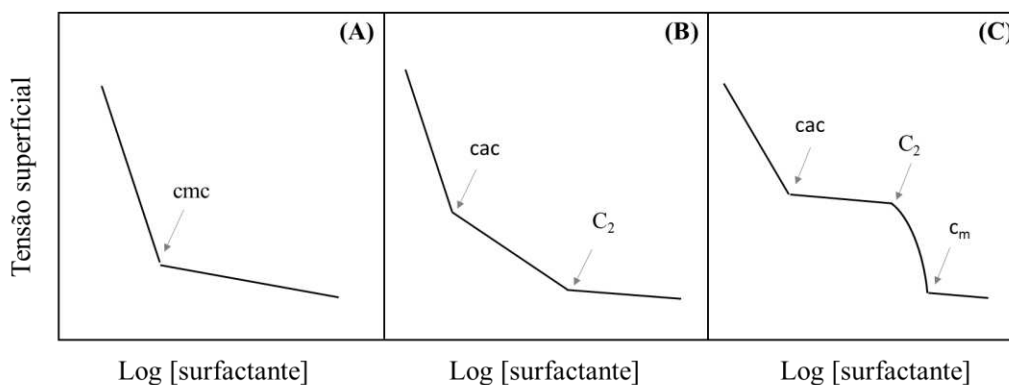 (A)
(B)
(C)
Tensão superficial
cmc
cac
C₂
cac
C₂
cₘ
Log [surfactante]
Log [surfactante]
Log [surfactante]